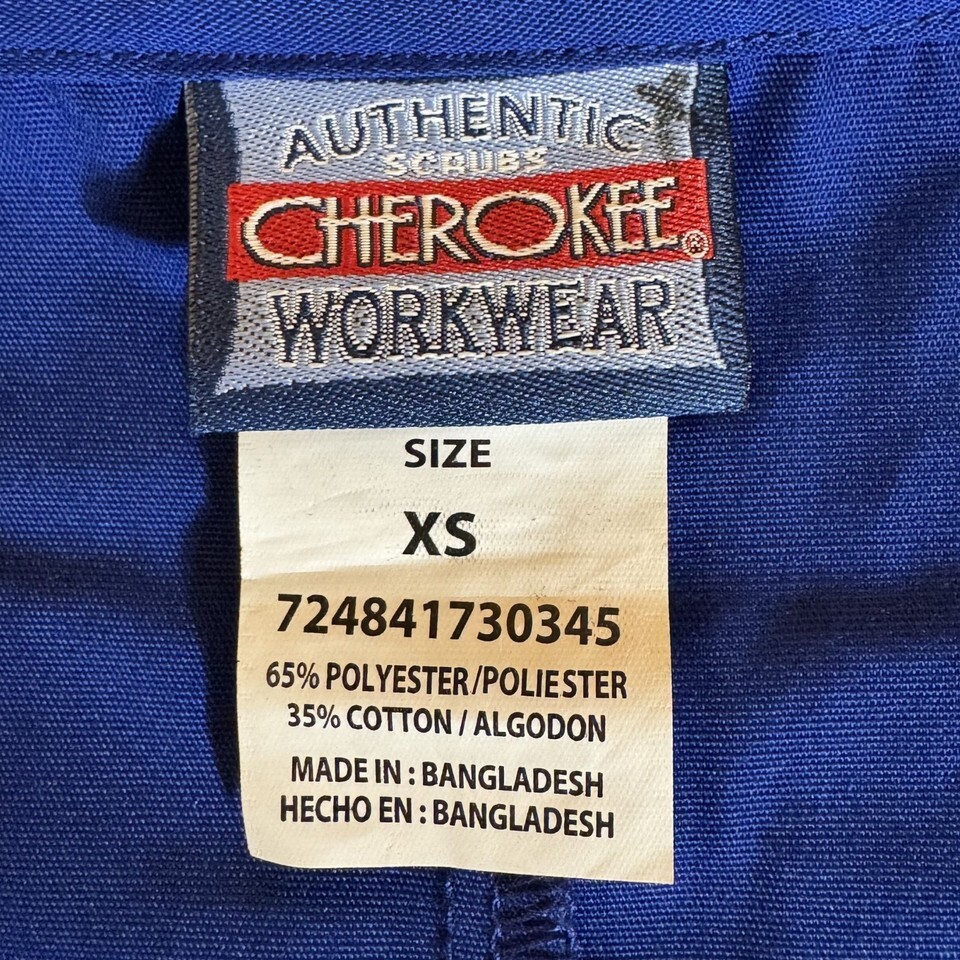 AUTHENTIC
SCRUBS
CHEROKEE®
WORKWEAR
SIZE
XS
724841730345
65% POLYESTER/POLIESTER
35% COTTON / ALGODON
MADE IN : BANGLADESH
HECHO EN : BANGLADESH